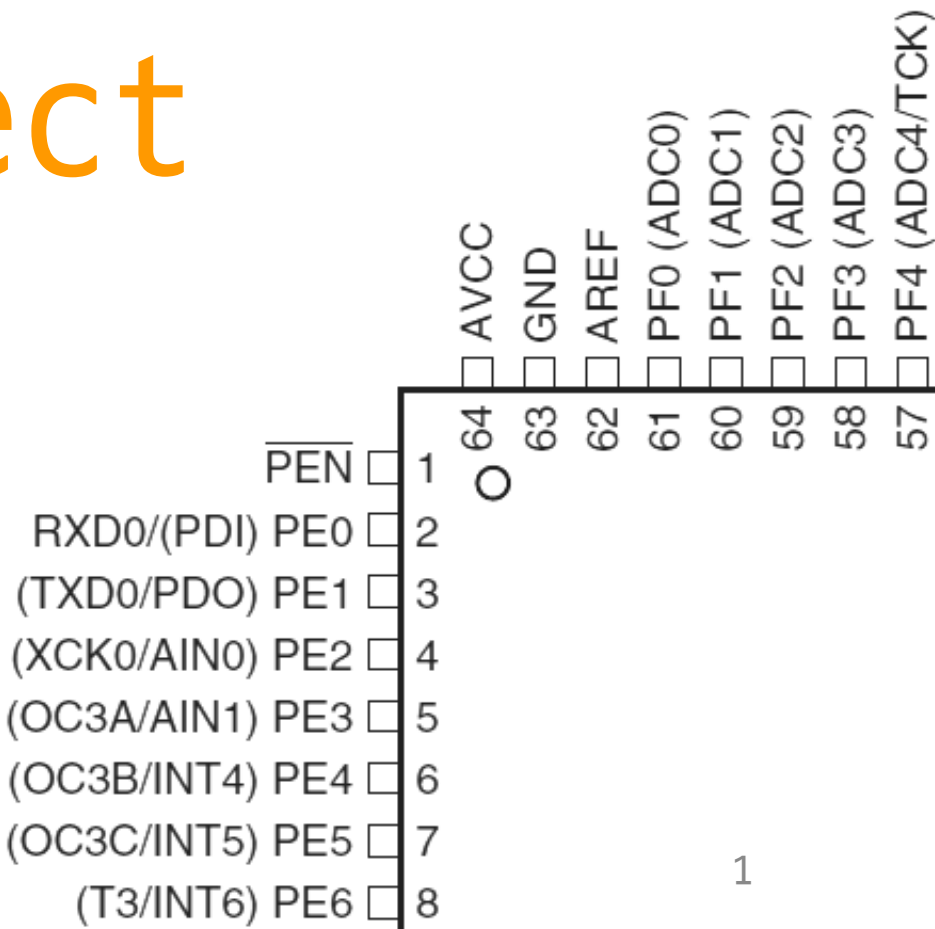 ect
AVCC
GND
AREF
PF0 (ADC0)
PF1 (ADC1)
PF2 (ADC2)
PF3 (ADC3)
PF4 (ADC4/TCK)
64
63
62
61
60
59
58
57
PEN 1
RXD0/(PDI) PE0 2
(TXD0/PDO) PE1 3
(XCK0/AIN0) PE2 4
(OC3A/AIN1) PE3 5
(OC3B/INT4) PE4 6
(OC3C/INT5) PE5 7
(T3/INT6) PE6 8
1